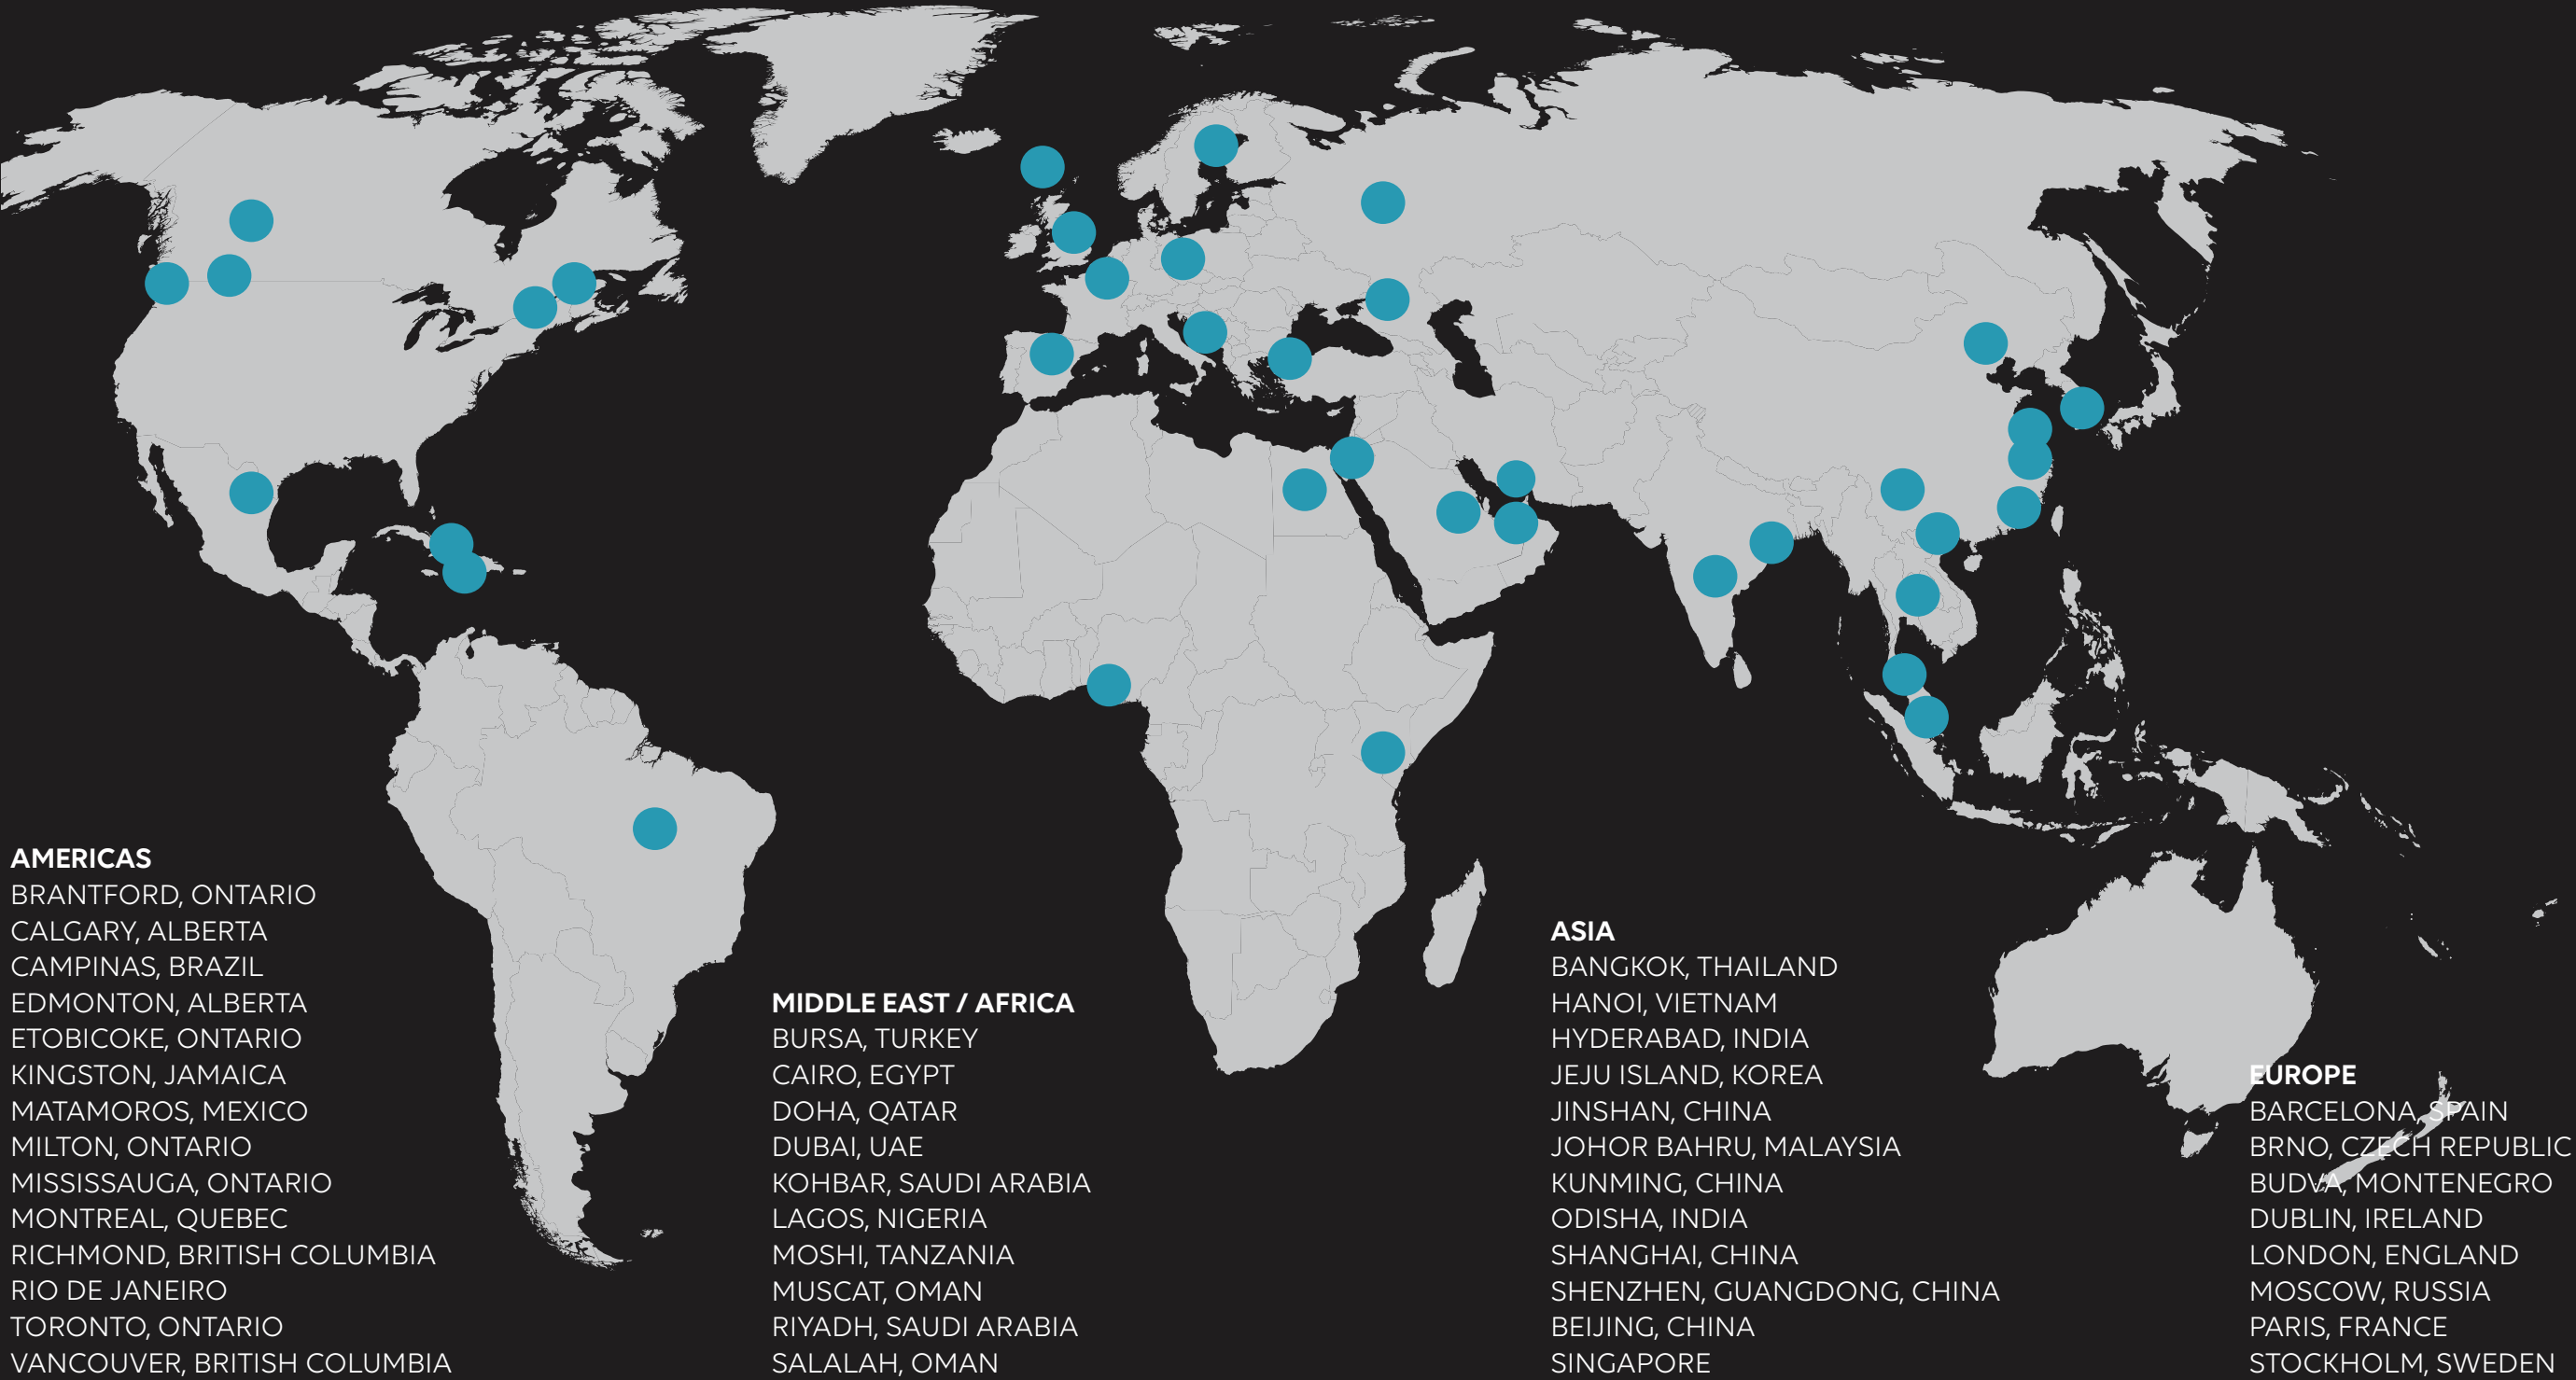 AMERICAS
BRANTFORD, ONTARIO
CALGARY, ALBERTA
CAMPINAS, BRAZIL
EDMONTON, ALBERTA
ETOBICOKE, ONTARIO
KINGSTON, JAMAICA
MATAMOROS, MEXICO
MILTON, ONTARIO
MISSISSAUGA, ONTARIO
MONTREAL, QUEBEC
RICHMOND, BRITISH COLUMBIA
RIO DE JANEIRO
TORONTO, ONTARIO
VANCOUVER, BRITISH COLUMBIA
MIDDLE EAST / AFRICA
BURSA, TURKEY
CAIRO, EGYPT
DOHA, QATAR
DUBAI, UAE
KOHBAR, SAUDI ARABIA
LAGOS, NIGERIA
MOSHI, TANZANIA
MUSCAT, OMAN
RIYADH, SAUDI ARABIA
SALALAH, OMAN
ASIA
BANGKOK, THAILAND
HANOI, VIETNAM
HYDERABAD, INDIA
JEJU ISLAND, KOREA
JINSHAN, CHINA
JOHOR BAHRU, MALAYSIA
KUNMING, CHINA
ODISHA, INDIA
SHANGHAI, CHINA
SHENZHEN, GUANGDONG, CHINA
BEIJING, CHINA
SINGAPORE
EUROPE
BARCELONA, SPAIN
BRNO, CZECH REPUBLIC
BUDVA, MONTENEGRO
DUBLIN, IRELAND
LONDON, ENGLAND
MOSCOW, RUSSIA
PARIS, FRANCE
STOCKHOLM, SWEDEN